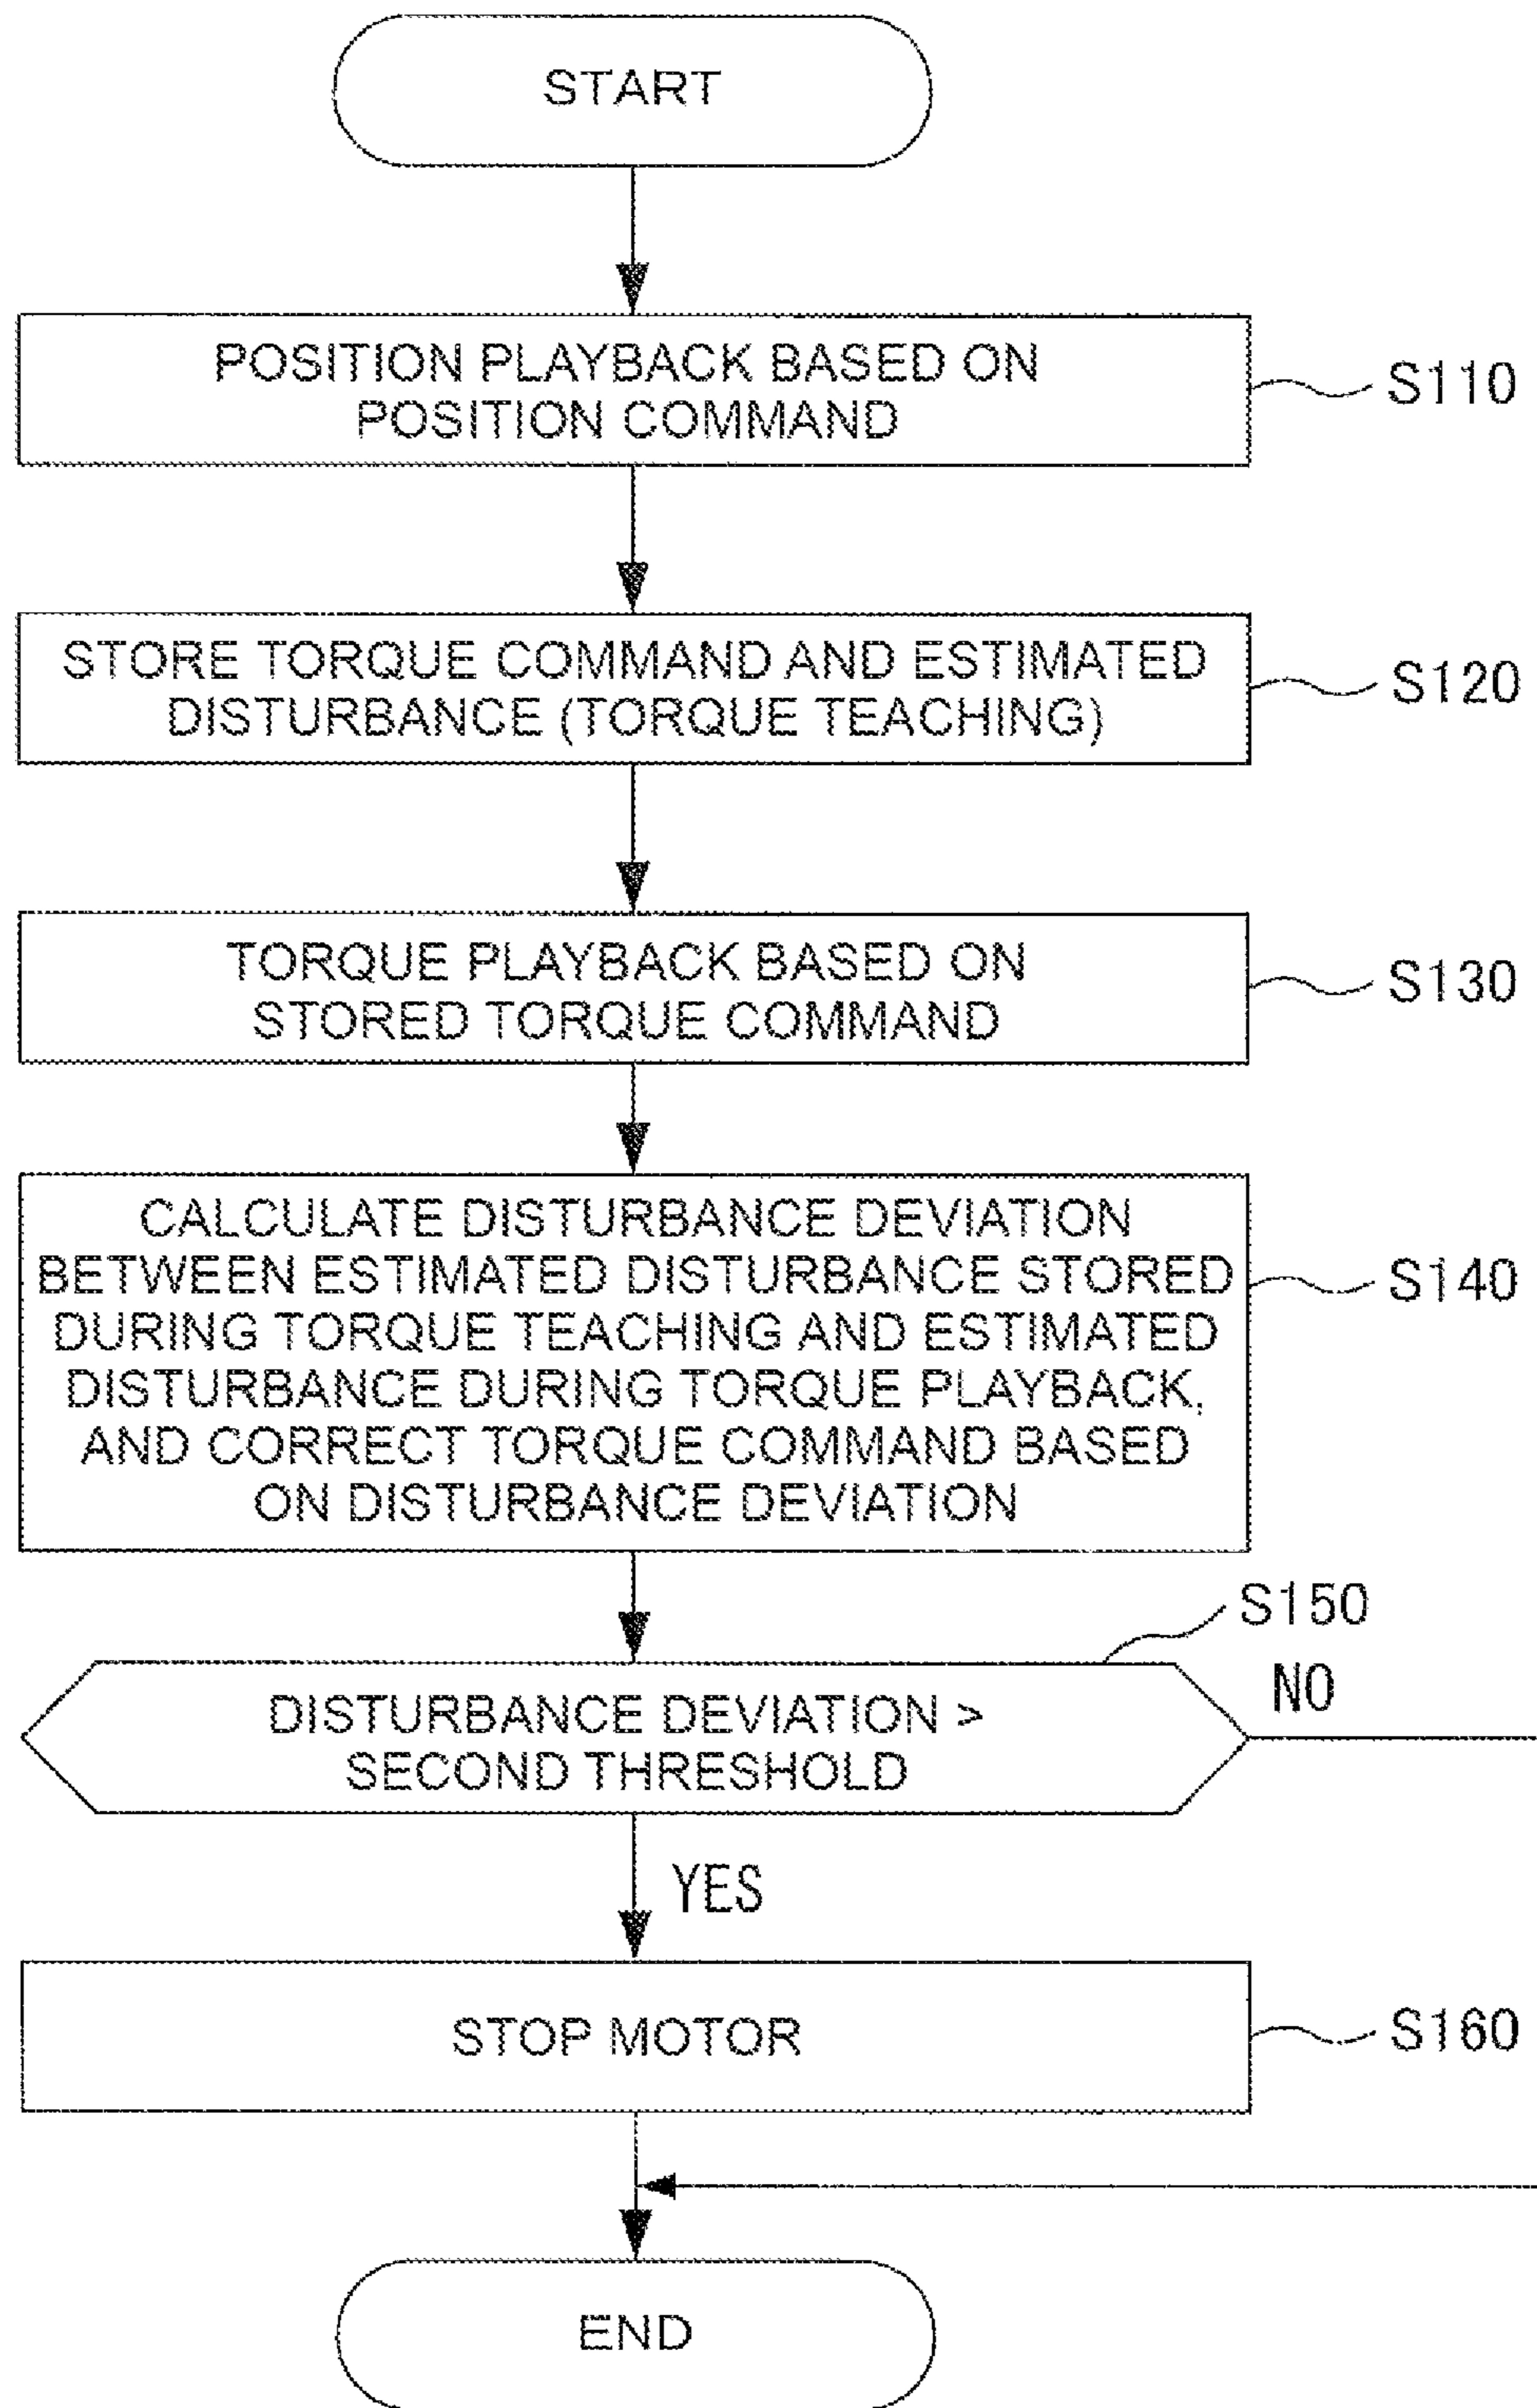 START
POSITION PLAYBACK BASED ON
POSITION COMMAND
S110
STORE TORQUE COMMAND AND ESTIMATED
DISTURBANCE (TORQUE TEACHING)
S120
TORQUE PLAYBACK BASED ON
STORED TORQUE COMMAND
S130
CALCULATE DISTURBANCE DEVIATION
BETWEEN ESTIMATED DISTURBANCE STORED
DURING TORQUE TEACHING AND ESTIMATED
DISTURBANCE DURING TORQUE PLAYBACK,
AND CORRECT TORQUE COMMAND BASED
ON DISTURBANCE DEVIATION
S140
S150
DISTURBANCE DEVIATION >
SECOND THRESHOLD
NO
YES
STOP MOTOR
S160
END